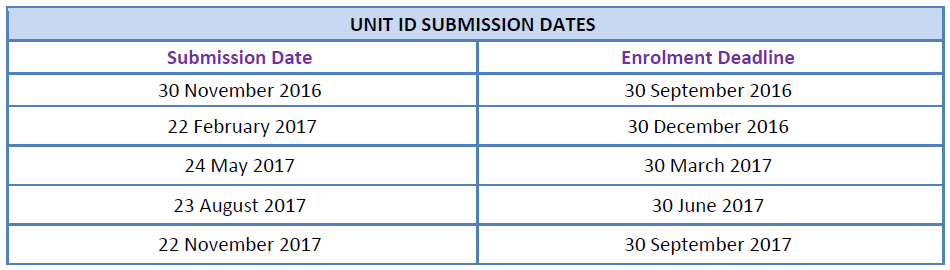 UNIT ID SUBMISSION DATES
Submission Date Enrolment Deadline
30 November 2016 30 September 2016
22 February 2017 30 December 2016
24 May 2017 30 March 2017
23 August 2017 30 June 2017
22 November 2017 30 September 2017